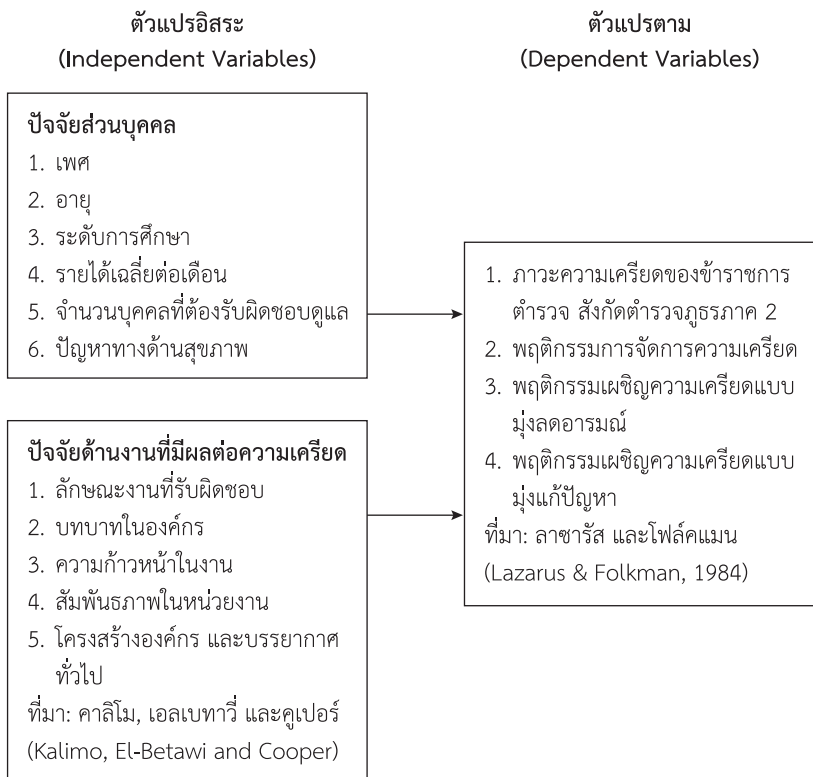 ตัวแปรอิสระ
(Independent Variables)
ปัจจัยส่วนบุคคล
1. เพศ
2. อายุ
3. ระดับการศึกษา
4. รายได้เฉลี่ยต่อเดือน
5. จำนวนบุคคลที่ต้องรับผิดชอบดูแล
6. ปัญหาทางด้านสุขภาพ
ปัจจัยด้านงานที่มีผลต่อความเครียด
1. ลักษณะงานที่รับผิดชอบ
2. บทบาทในองค์กร
3. ความก้าวหน้าในงาน
4. สัมพันธภาพในหน่วยงาน
5. โครงสร้างองค์กร และบรรยากาศ
ทั่วไป
ที่มา: คาลิโม, เอลเบทาวี่ และคูเปอร์
(Kalimo, El-Betawi and Cooper)
ตัวแปรตาม
(Dependent Variables)
1. ภาวะความเครียดของข้าราชการ
ตำรวจ สังกัดตำรวจภูธรภาค 2
2. พฤติกรรมการจัดการความเครียด
3. พฤติกรรมเผชิญความเครียดแบบ
มุ่งลดอารมณ์
4. พฤติกรรมเผชิญความเครียดแบบ
มุ่งแก้ปัญหา
ที่มา: ลาซารัส และโฟล์คแมน
(Lazarus & Folkman, 1984)